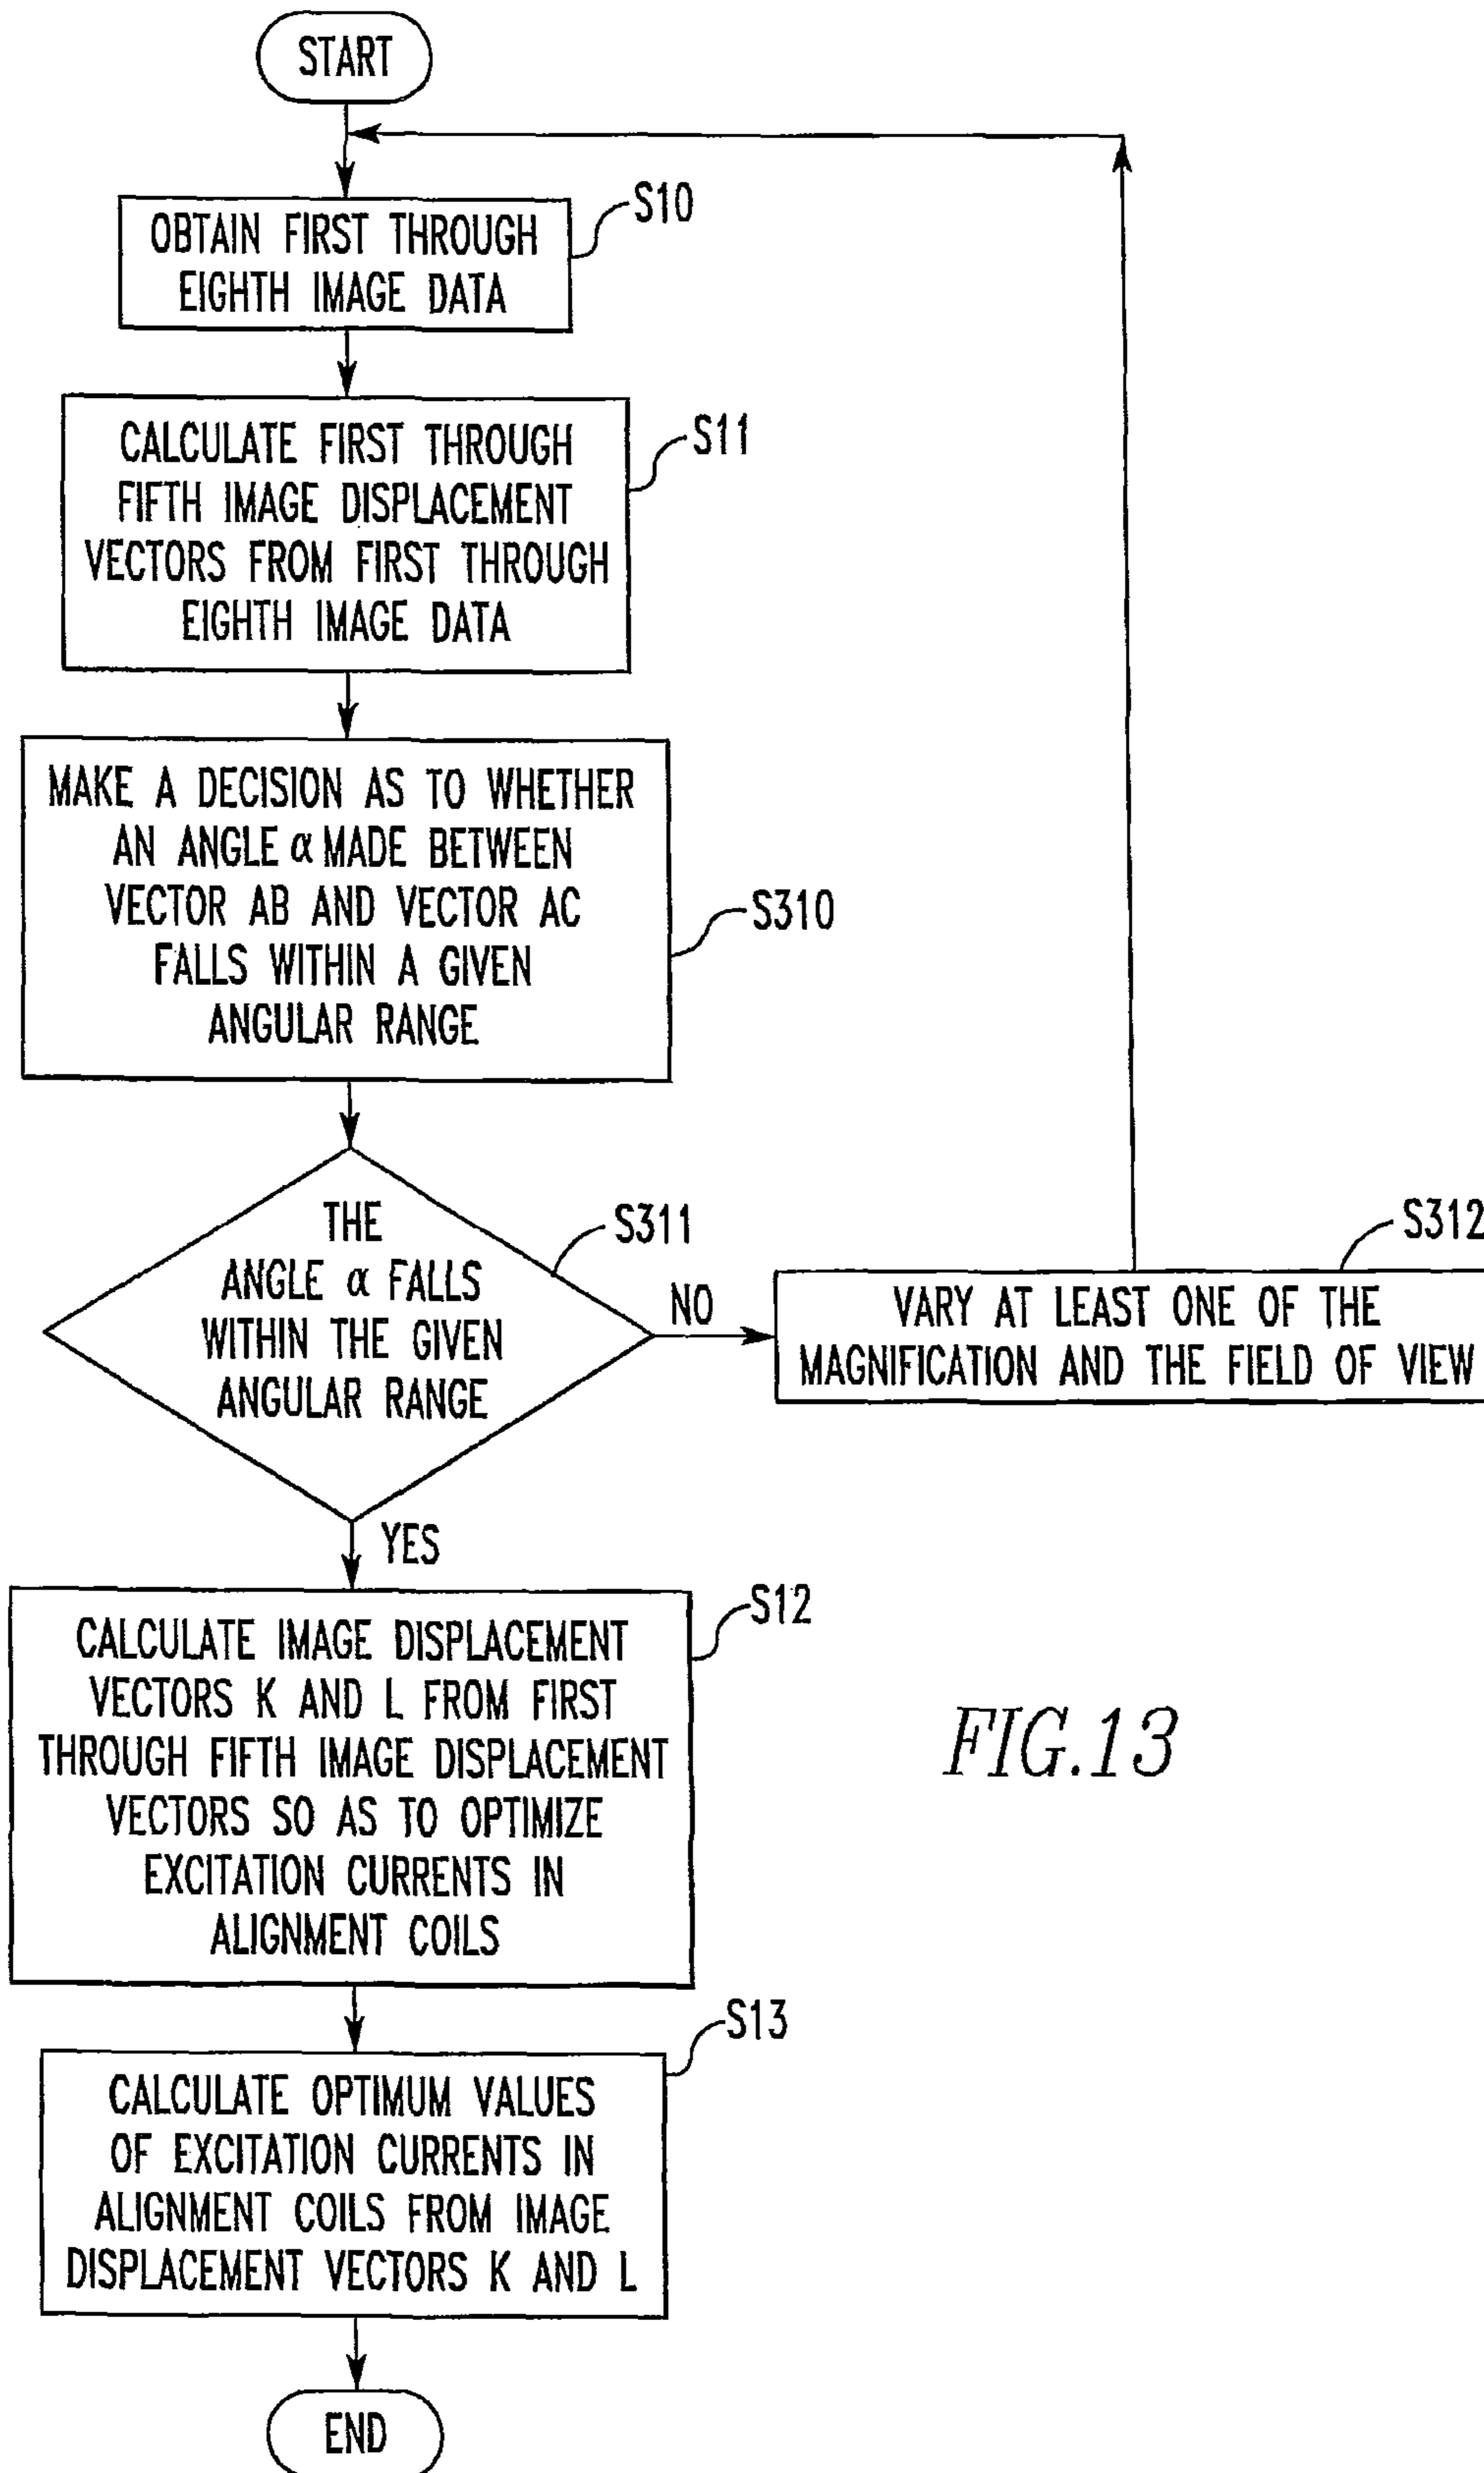 START
S10
OBTAIN FIRST THROUGH
EIGHTH IMAGE DATA
S11
CALCULATE FIRST THROUGH
FIFTH IMAGE DISPLACEMENT
VECTORS FROM FIRST THROUGH
EIGHTH IMAGE DATA
MAKE A DECISION AS TO WHETHER
AN ANGLE α MADE BETWEEN
VECTOR AB AND VECTOR AC
FALLS WITHIN A GIVEN
ANGULAR RANGE
S310
THE
ANGLE α FALLS
WITHIN THE GIVEN
ANGULAR RANGE
S311
NO
S312
VARY AT LEAST ONE OF THE
MAGNIFICATION AND THE FIELD OF VIEW
YES
S12
CALCULATE IMAGE DISPLACEMENT
VECTORS K AND L FROM FIRST
THROUGH FIFTH IMAGE DISPLACEMENT
VECTORS SO AS TO OPTIMIZE
EXCITATION CURRENTS IN
ALIGNMENT COILS
FIG.13
S13
CALCULATE OPTIMUM VALUES
OF EXCITATION CURRENTS IN
ALIGNMENT COILS FROM IMAGE
DISPLACEMENT VECTORS K AND L
END